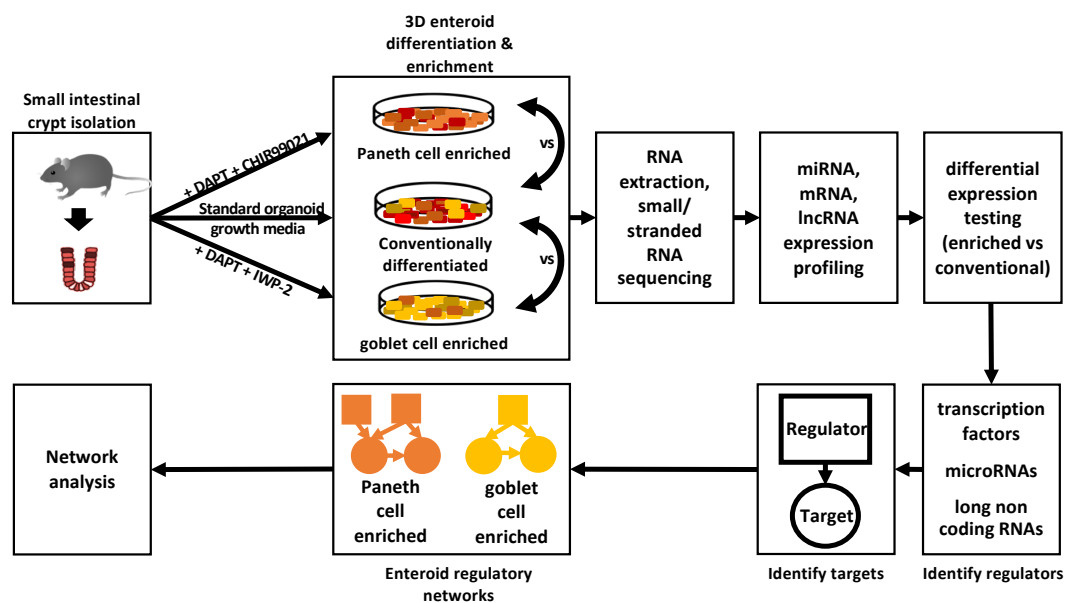 Small intestinal
crypt isolation
+ DAPT + CHIR99021
Standard organoid
growth media
+ DAPT + IWP-2
3D enteroid
differentiation &
enrichment
Paneth cell enriched
vs
Conventionally
differentiated
vs
goblet cell enriched
RNA
extraction,
small/
stranded
RNA
sequencing
miRNA,
mRNA,
lncRNA
expression
profiling
differential
expression
testing
(enriched vs
conventional)
transcription
factors
microRNAs
long non
coding RNAs
Identify regulators
Regulator
Target
Identify targets
Paneth
cell
enriched
goblet
cell
enriched
Enteroid regulatory
networks
Network
analysis